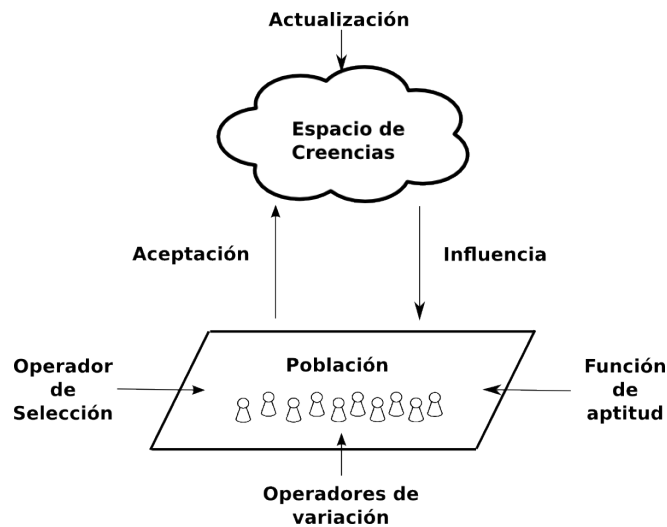 Actualización
Espacio de
Creencias
Aceptación
Influencia
Población
Operador
de
Selección
Función
de
aptitud
Operadores de
variación